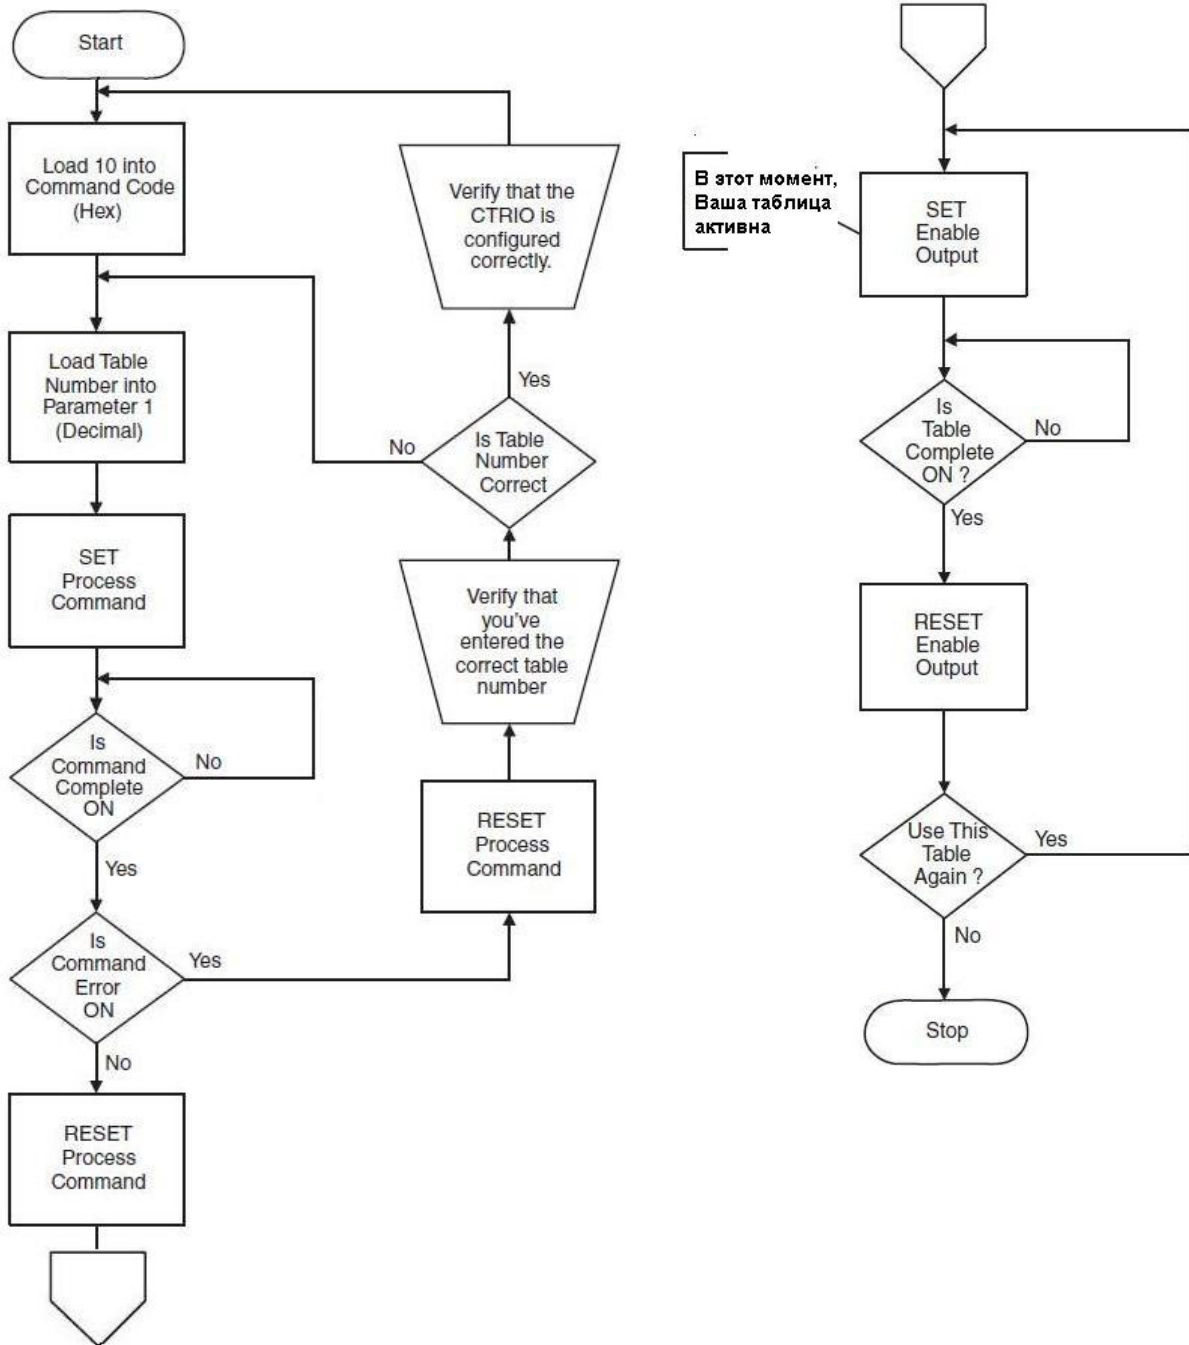 Start
Load 10 into
Command Code
(Hex)
Load Table
Number into
Parameter 1
(Decimal)
SET
Process
Command
Is
Command
Complete
ON
No
Yes
Is
Command
Error
ON
Yes
No
RESET
Process
Command
Verify that the
CTRIO is
configured
correctly.
Yes
Is Table
Number
Correct
No
Verify that
you've
entered the
correct table
number
RESET
Process
Command
В этот момент,
Ваша таблица
активна
SET
Enable
Output
Is
Table
Complete
ON ?
No
Yes
RESET
Enable
Output
Use This
Table
Again ?
Yes
No
Stop